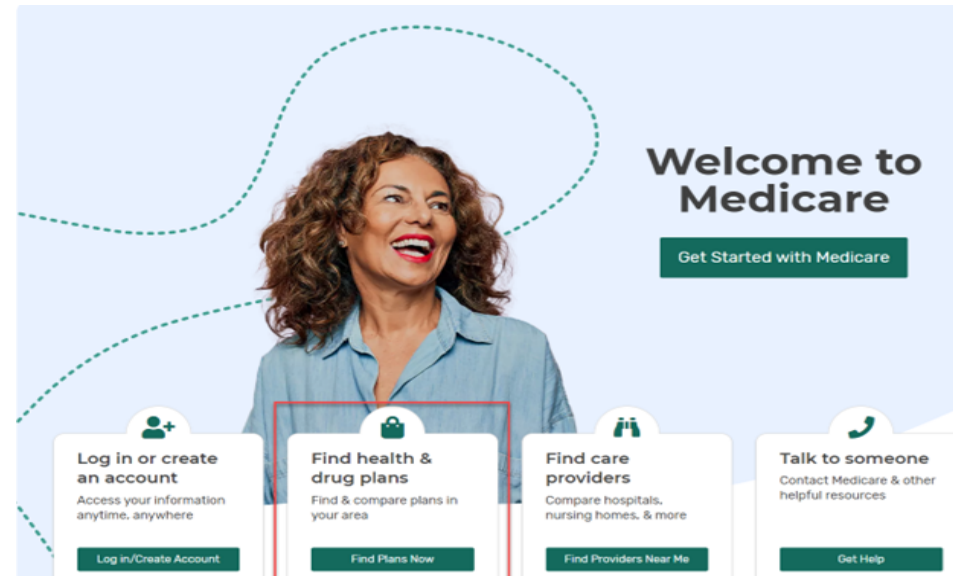 Welcome to
Medicare
Get Started with Medicare
Log in or create
an account
Access your information
anytime, anywhere
Log in/Create Account
Find health &
drug plans
Find & compare plans in
your area
Find Plans Now
Find care
providers
Compare hospitals,
nursing homes, & more
Find Providers Near Me
Talk to someone
Contact Medicare & other
helpful resources
Get Help